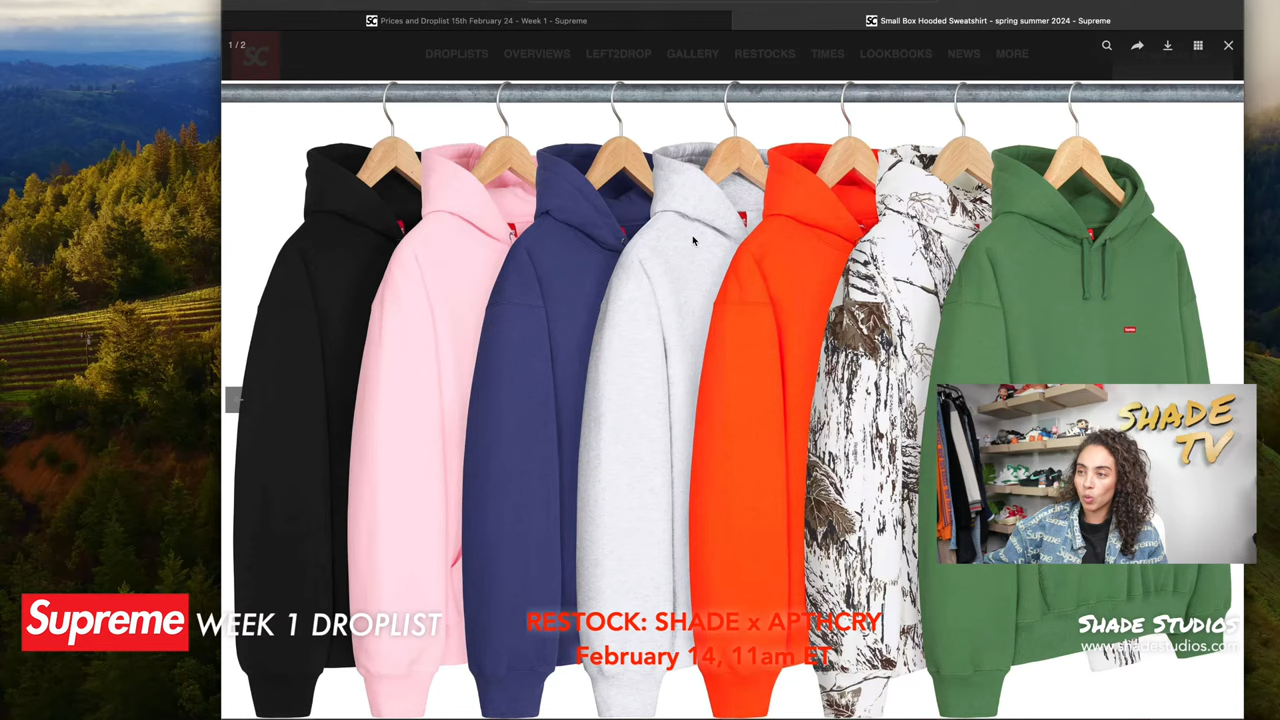 Prices and Droplist 15th February 24 - Week 1 - Supreme
Small Box Hooded Sweatshirt - spring summer 2024 - Supreme
1 / 2
SC
DROPLISTS OVERVIEWS LEFT2DROP GALLERY RESTOCKS TIMES LOOKBOOKS NEWS MORE
Supreme
SHADE
TV
Supreme WEEK 1 DROPLIST
RESTOCK: SHADE x APTHCRY
February 14, 11am ET
SHADE STUDIOS
www.shadestudios.com